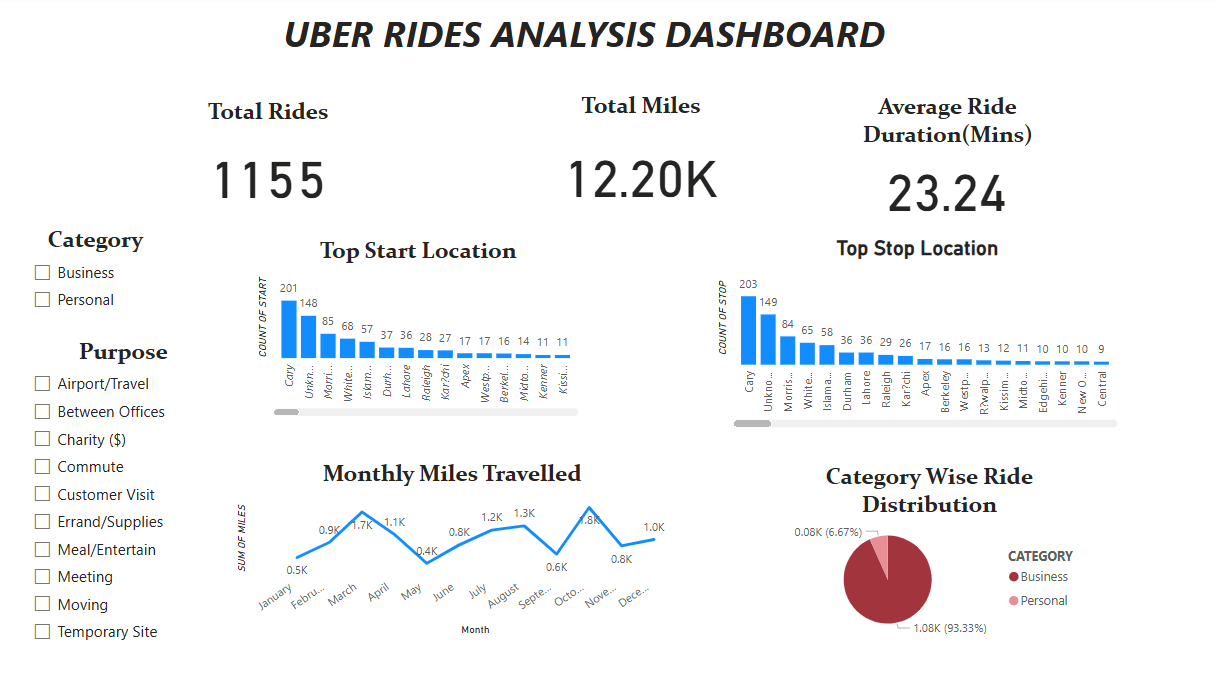 UBER RIDES ANALYSIS DASHBOARD
Total Rides
1155
Total Miles
12.20K
Average Ride
Duration(Mins)
23.24
Category
Business
Personal
Purpose
Airport/Travel
Between Offices
Charity ($)
Commute
Customer Visit
Errand/Supplies
Meal/Entertain
Meeting
Moving
Temporary Site
Top Start Location
COUNT OF START
201 148 85 68 57 37 36 28 27 17 17 16 14 11 11
Cary Unkn... Morri... White... Islam... Durh... Lahore Raleigh Kar?chi Apex Westp... Berkel... Midto... Kenner Kissi...
Top Stop Location
COUNT OF STOP
203 149 84 65 58 36 36 29 26 17 16 16 13 12 11 10 10 10 9
Cary Unkno... Morris... White... Islama... Durham Lahore Raleigh Kar?chi Apex Berkeley Westp... R?walp... Kissim... Midto... Edgehi... Kenner New O... Central
Monthly Miles Travelled
SUM OF MILES
0.5K 0.9K 1.7K 1.1K 0.4K 0.8K 1.2K 1.3K 0.6K 1.8K 0.8K 1.0K
January Febru... March April May June July August Septe... Octo... Nove... Dece...
Month
Category Wise Ride
Distribution
0.08K (6.67%)
1.08K (93.33%)
CATEGORY
Business
Personal